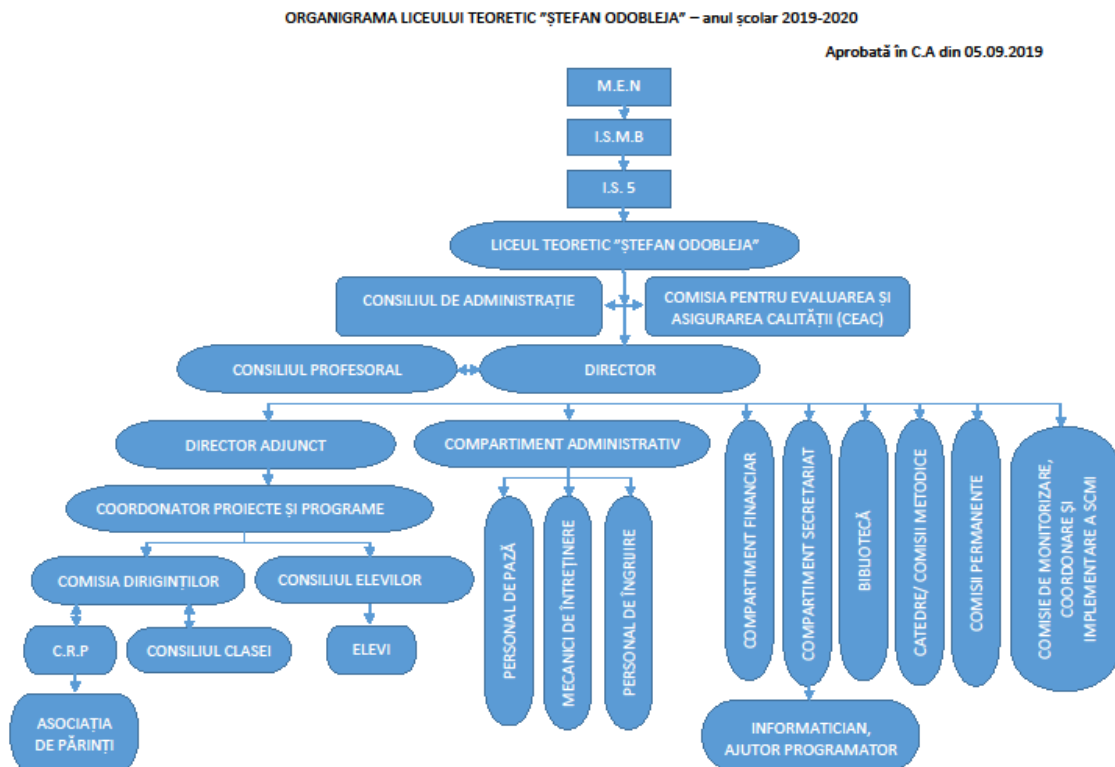 ORGANIGRAMA LICEULUI TEORETIC ”ȘTEFAN ODOBLEJA” – anul școlar 2019-2020
Aprobată în C.A din 05.09.2019
M.E.N
I.S.M.B
I.S. 5
LICEUL TEORETIC ”ȘTEFAN ODOBLEJA”
CONSILIUL DE ADMINISTRAȚIE
COMISIA PENTRU EVALUAREA ȘI
ASIGURAREA CALITĂȚII (CEAC)
CONSILIUL PROFESORAL
DIRECTOR
DIRECTOR ADJUNCT
COMPARTIMENT ADMINISTRATIV
COMPARTIMENT FINANCIAR
COMPARTIMENT SECRETARIAT
BIBLIOTECĂ
CATEDRE/ COMISII METODICE
COMISII PERMANENTE
COMISIE DE MONITORIZARE,
COORDONARE ȘI
IMPLEMENTARE A SCMI
COORDONATOR PROIECTE ȘI PROGRAME
PERSONAL DE PAZĂ
MECANICI DE ÎNTREȚINERE
PERSONAL DE ÎNGRUIRE
COMISIA DIRIGINȚILOR
CONSILIUL ELEVILOR
C.R.P
CONSILIUL CLASEI
ELEVI
ASOCIAȚIA
DE PĂRINȚI
INFORMATICIAN,
AJUTOR PROGRAMATOR